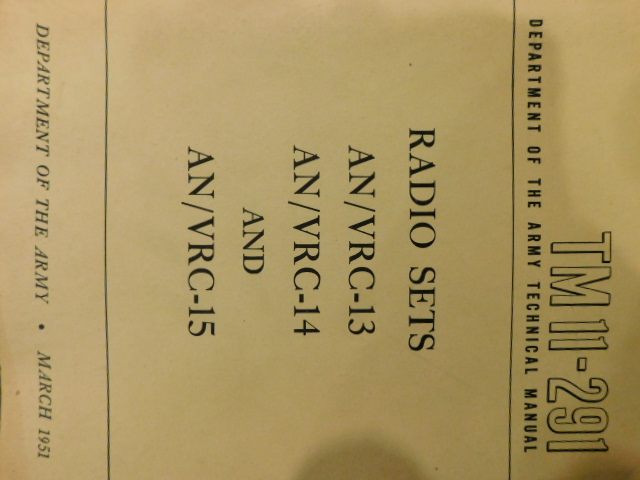 TM 11-291
DEPARTMENT OF THE ARMY TECHNICAL MANUAL
RADIO SETS
AN/VRC-13
AN/VRC-14
AND
AN/VRC-15
DEPARTMENT OF THE ARMY • MARCH 1951